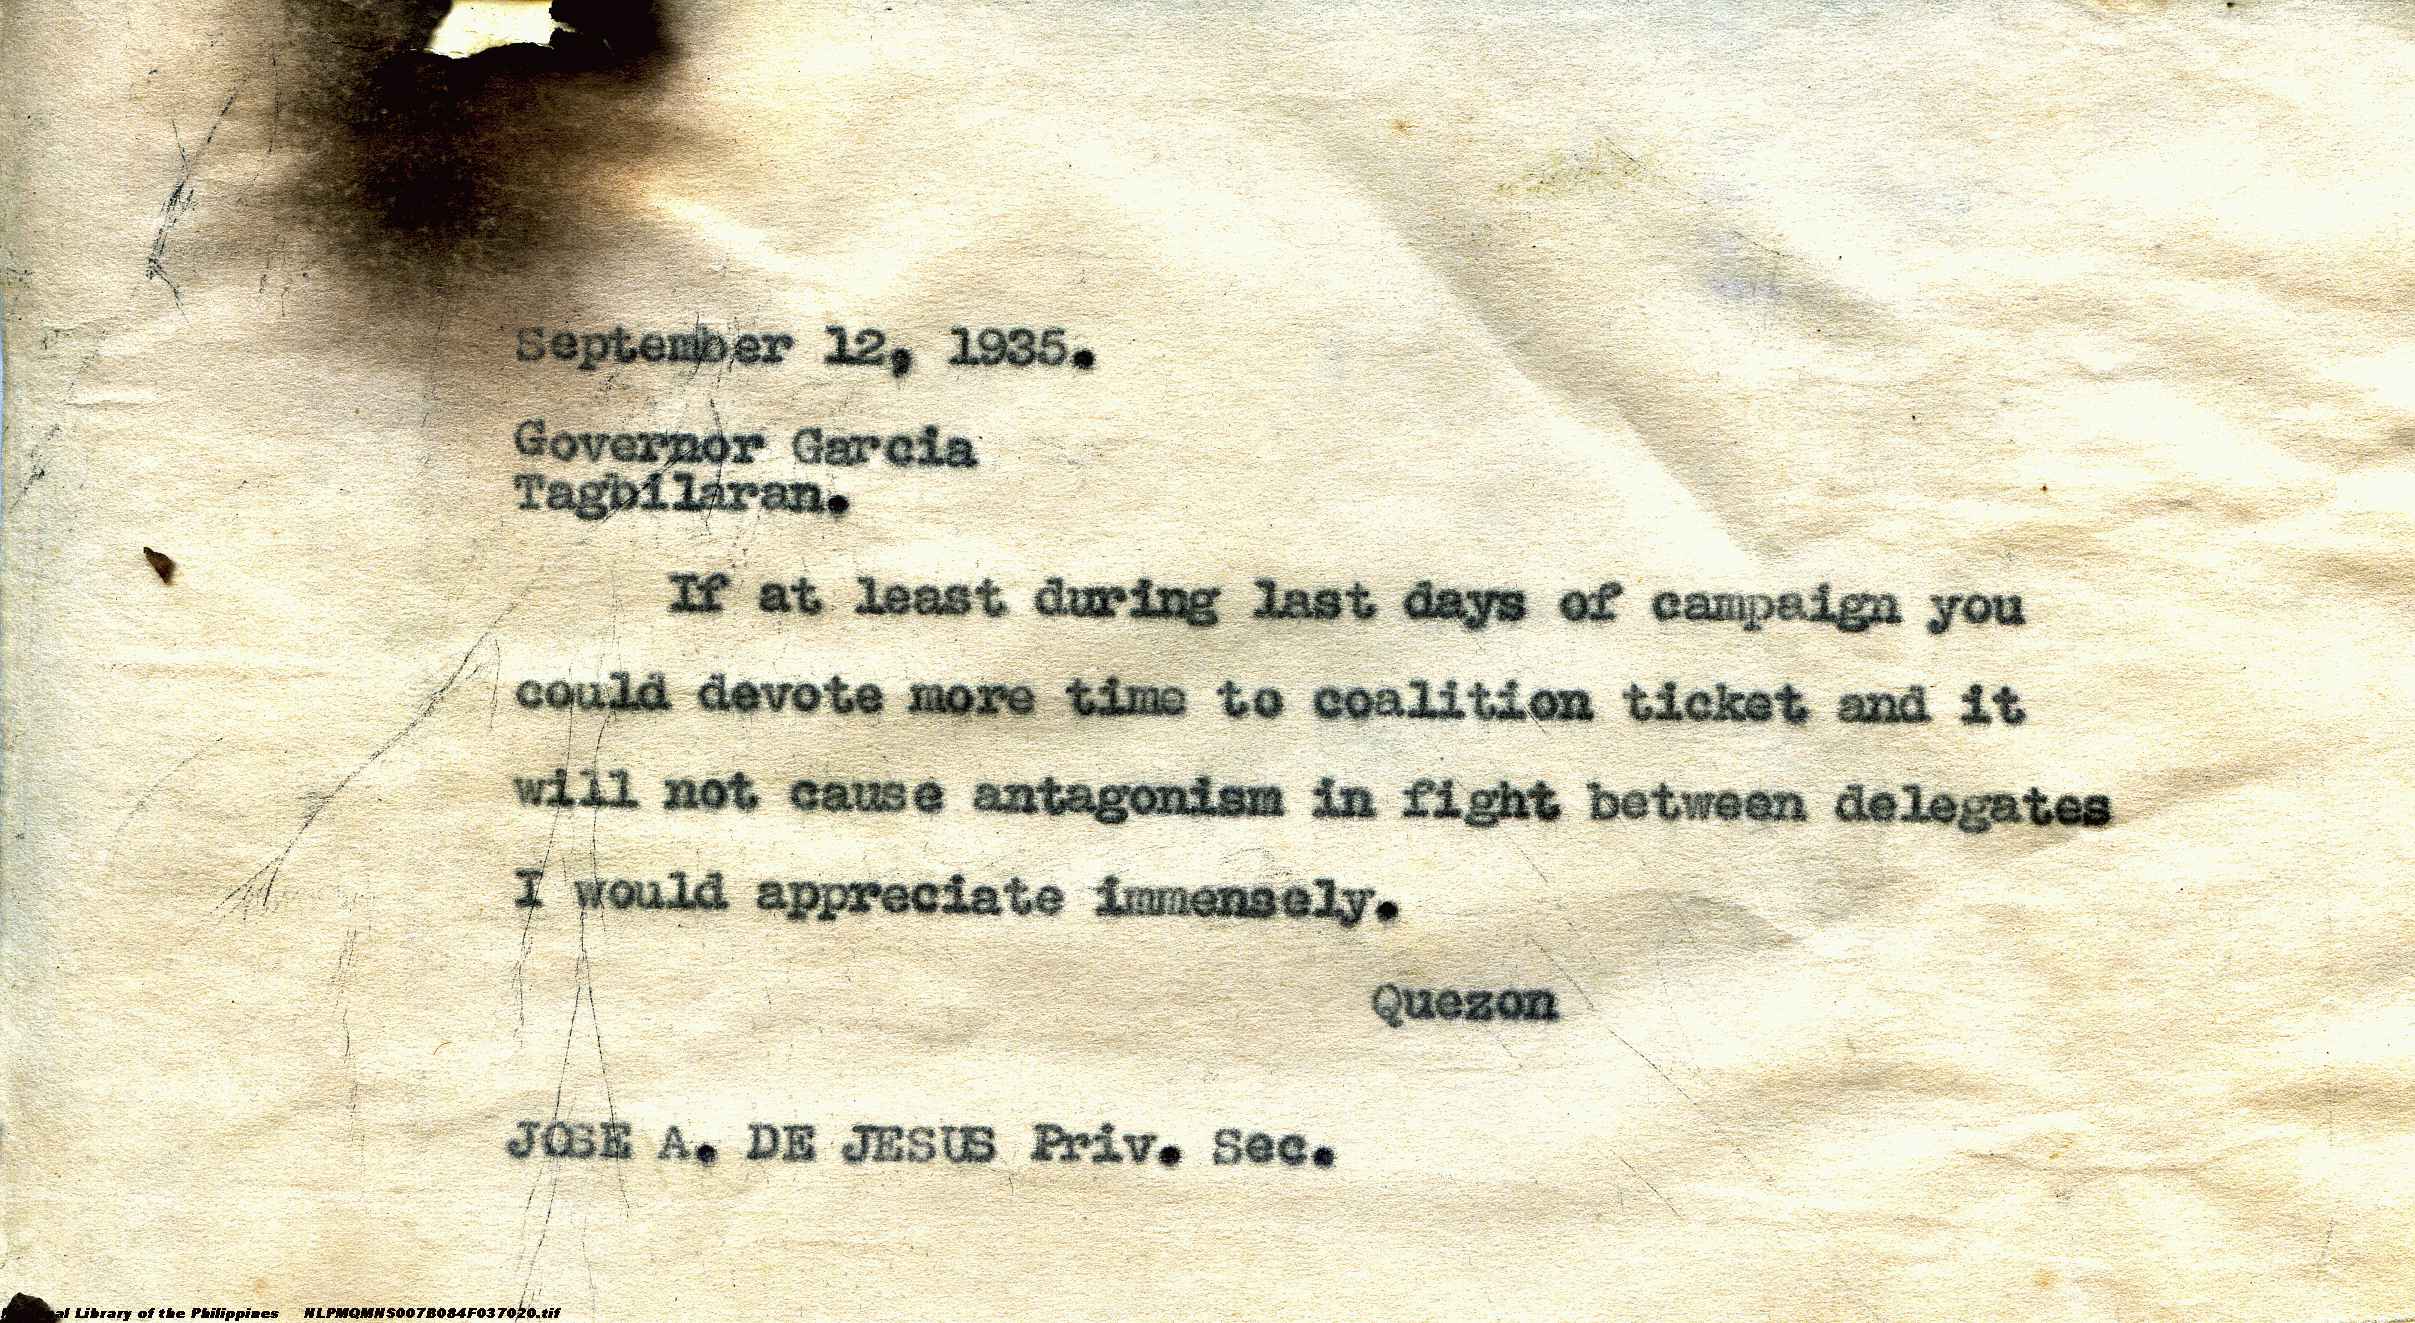 September 12, 1935.
Governor Garcia
Tagbilaran.
If at least during last days of campaign you
could devote more time to coalition ticket and it
will not cause antagonism in fight between delegates
I would appreciate immensely.
Quezon
JOSE A. DE JESUS Priv. Sec.
Library of the Philippines NLPMQMNS007B084F037020.tif